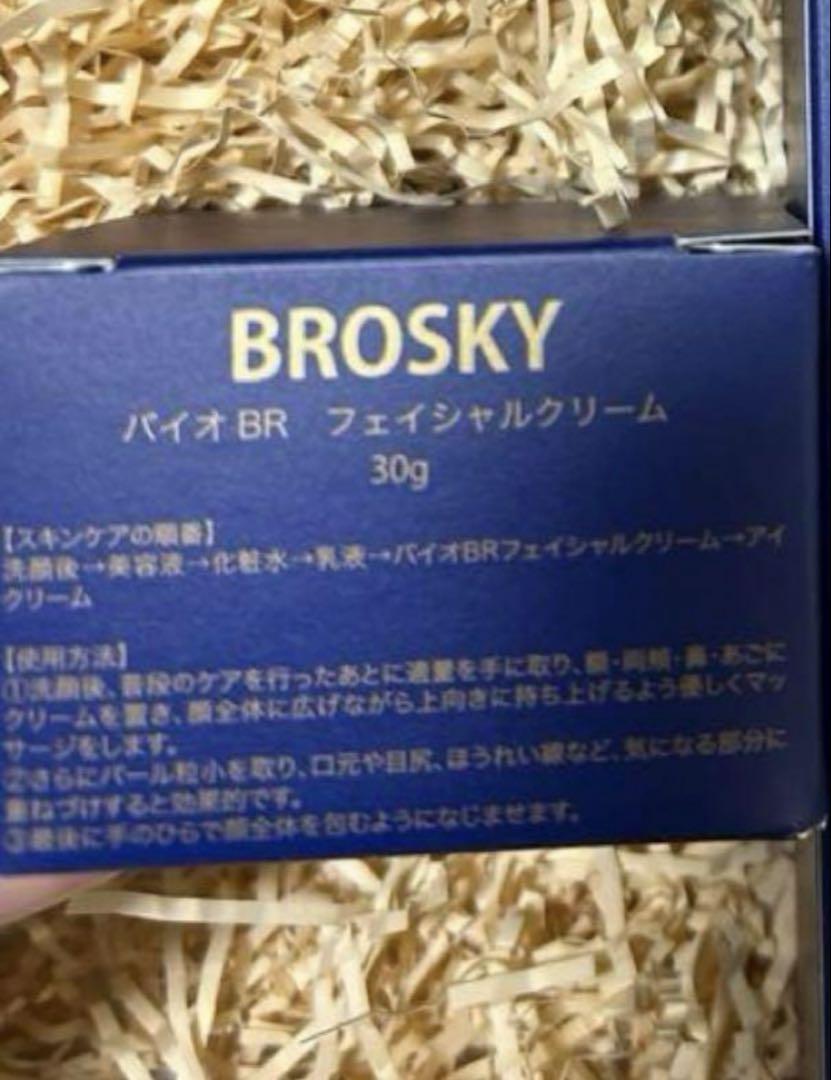 BROSKY
バイオBR　フェイシャルクリーム
30g
【スキンケアの順番】
洗顔後→美容液→化粧水→乳液→バイオBRフェイシャルクリーム→アイ
クリーム
【使用方法】
①洗顔後、普段のケアを行ったあとに適量を手に取り、額・両頬・鼻・あごに
クリームを置き、顔全体に広げながら上向きに持ち上げるよう優しくマッ
サージをします。
②さらにパール粒小を取り、口元や目尻、ほうれい線など、気になる部分に
重ねづけすると効果的です。
③最後に手のひらで顔全体を包むようになじませます。